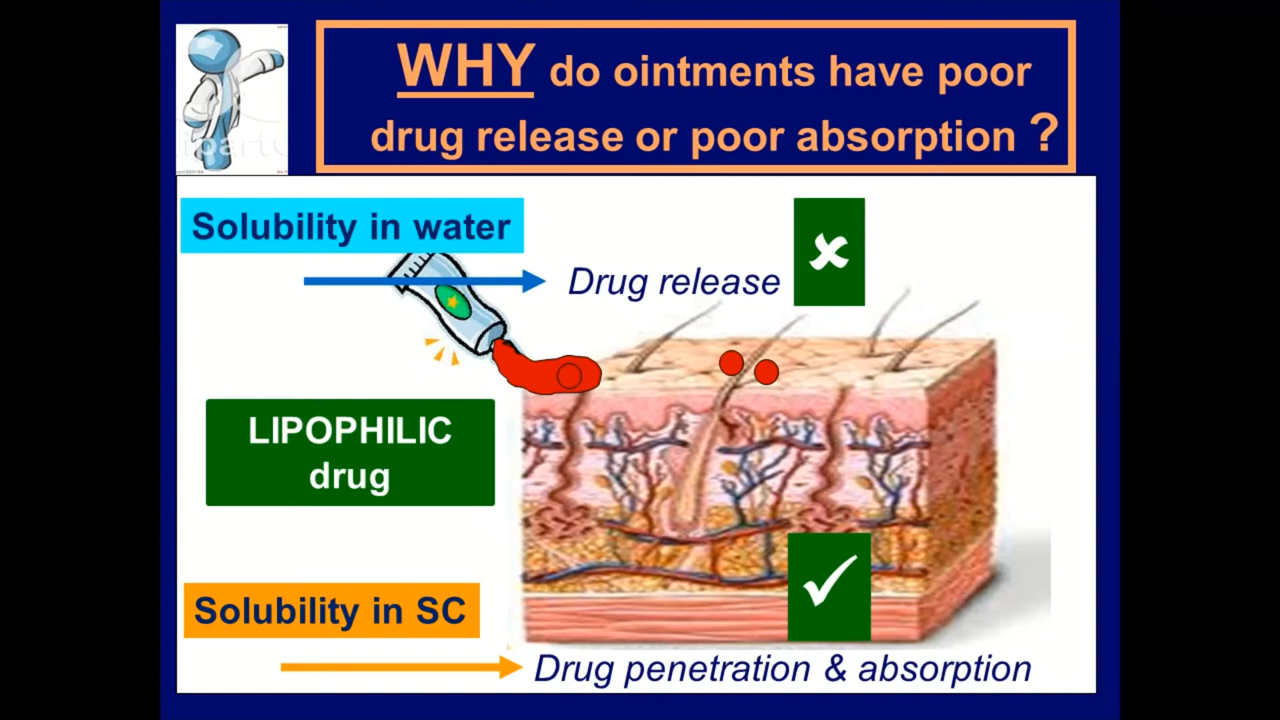 WHY do ointments have poor
drug release or poor absorption ?
Solubility in water
Drug release
LIPOPHILIC
drug
Solubility in SC
Drug penetration & absorption